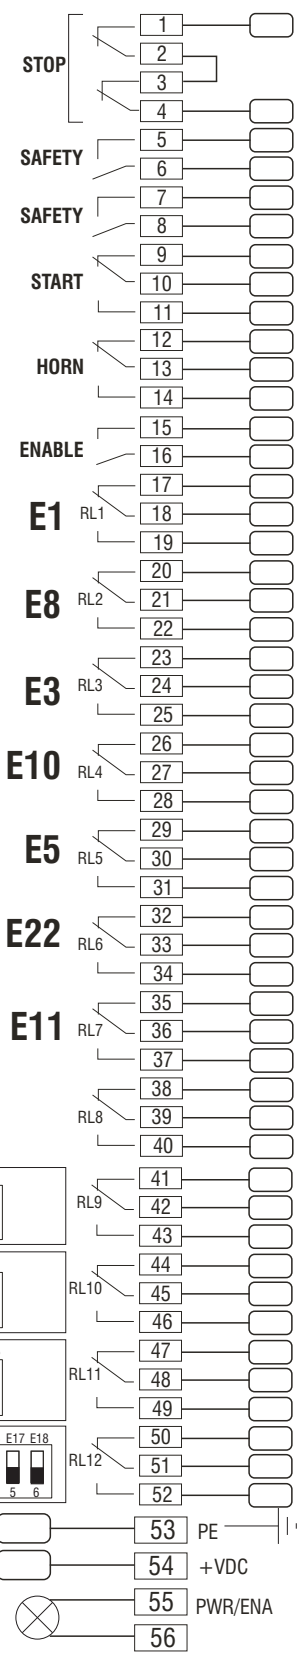 1
2
STOP
3
4
5
SAFETY
6
7
SAFETY
8
9
START
10
11
12
HORN
13
14
15
ENABLE
16
17
E1 RL1 18
19
20
E8 RL2 21
22
23
E3 RL3 24
25
26
E10 RL4 27
28
29
E5 RL5 30
31
32
E22 RL6 33
34
35
E11 RL7 36
37
38
RL8 39
40
41
RL9 42
43
44
RL10 45
46
47
RL11 48
49
50
E17 E18
RL12 51
5 6
52
53 PE
54 +VDC
55 PWR/ENA
56